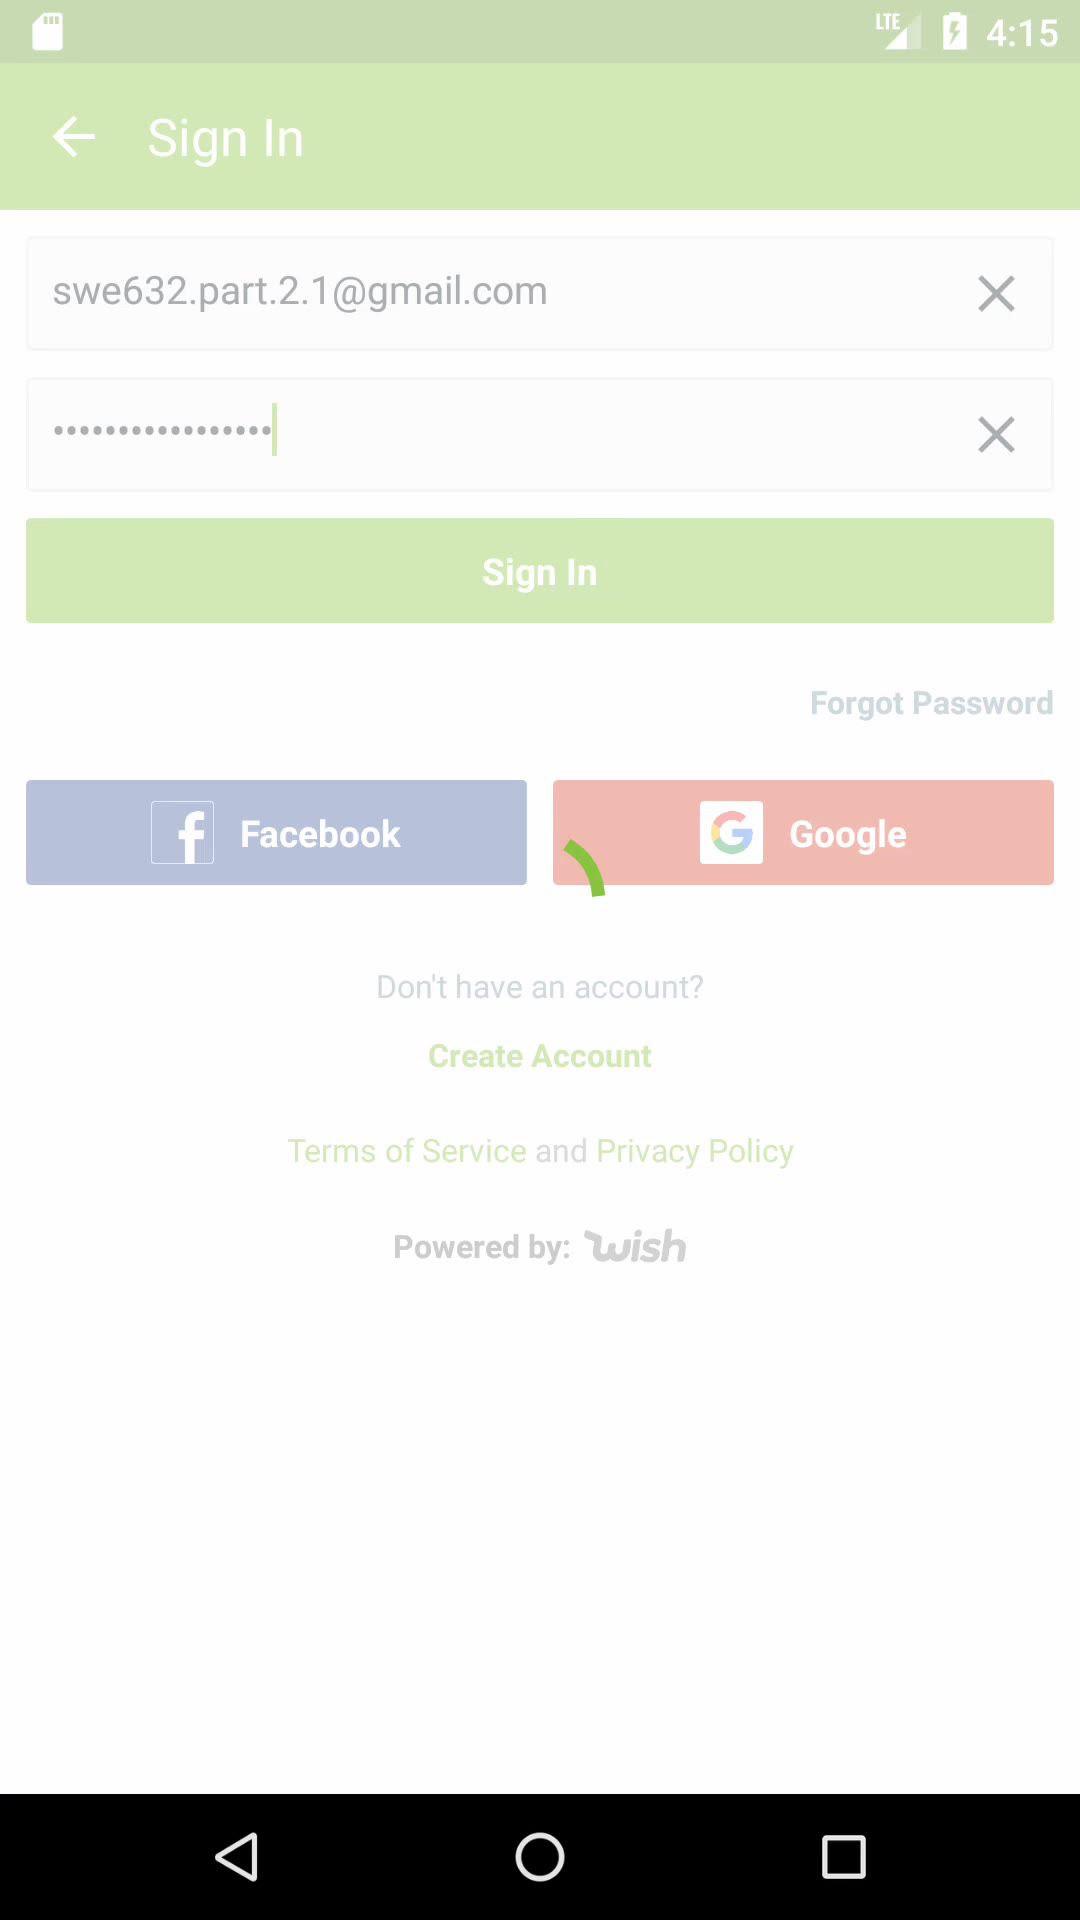 LTE 4:15
Sign In
swe632.part.2.1@gmail.com
•••••••••••••••••
Sign In
Forgot Password
Facebook Google
Don't have an account?
Create Account
Terms of Service and Privacy Policy
Powered by: wish